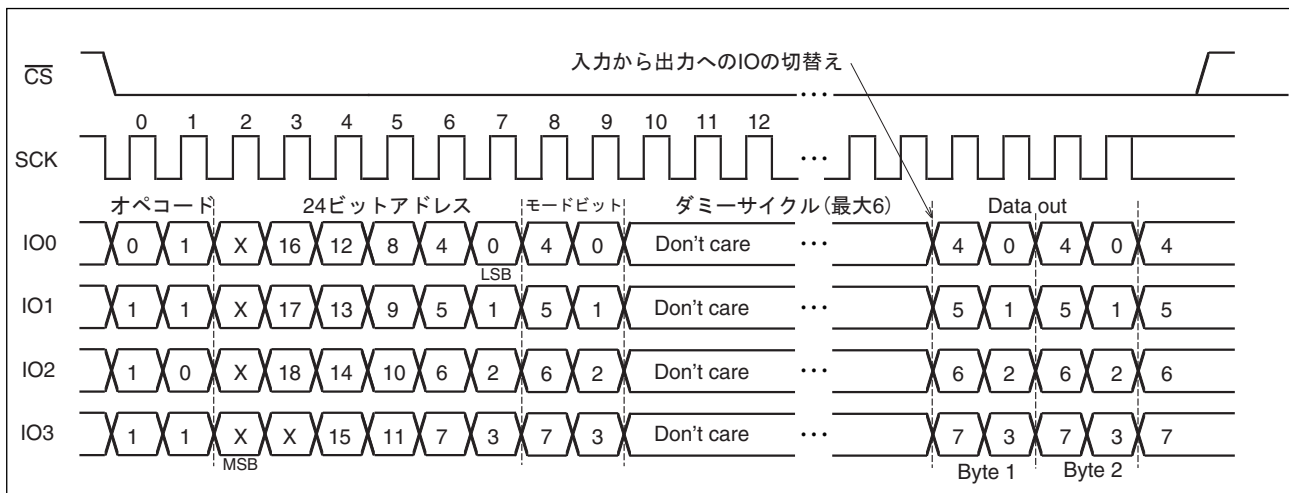 入力から出力へのIOの切替え
CS
...
0 1 2 3 4 5 6 7 8 9 10 11 12
SCK
...
オペコード 24ビットアドレス モードビット ダミーサイクル(最大6) Data out
IO0 0 1 X 16 12 8 4 0 4 0 Don't care ... 4 0 4 0 4
LSB
IO1 1 1 X 17 13 9 5 1 5 1 Don't care ... 5 1 5 1 5
IO2 1 0 X 18 14 10 6 2 6 2 Don't care ... 6 2 6 2 6
IO3 1 1 X X 15 11 7 3 7 3 Don't care ... 7 3 7 3 7
MSB
Byte 1 Byte 2